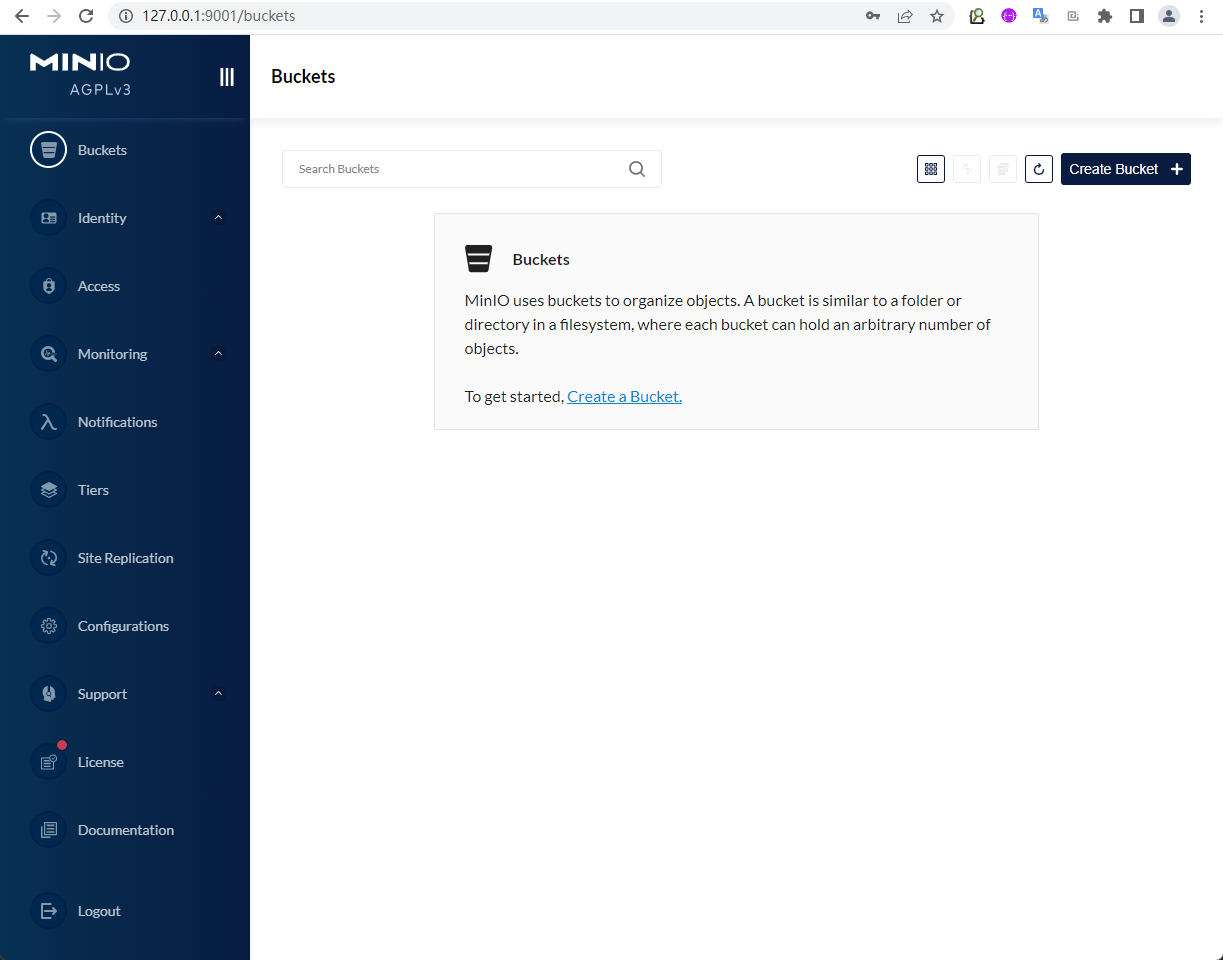 127.0.0.1:9001/buckets
MINIO
AGPLv3
Buckets
Identity
Access
Monitoring
Notifications
Tiers
Site Replication
Configurations
Support
License
Documentation
Logout
Buckets
Search Buckets
Create Bucket +
Buckets
MinIO uses buckets to organize objects. A bucket is similar to a folder or
directory in a filesystem, where each bucket can hold an arbitrary number of
objects.
To get started, Create a Bucket.